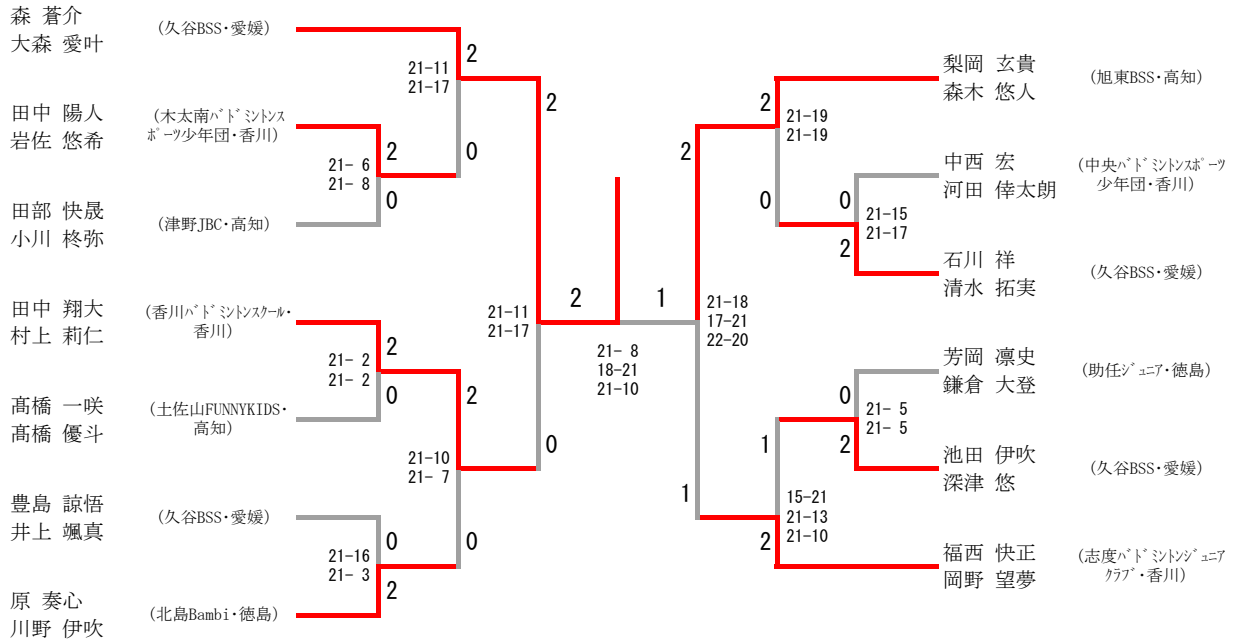 森 蒼介
大森 愛叶
(久谷BSS・愛媛)
田中 陽人
岩佐 悠希
(木太南ﾊﾞﾄﾞﾐﾝﾄﾝｽ
ﾎﾟｰﾂ少年団・香川)
田部 快晟
小川 柊弥
(津野JBC・高知)
田中 翔大
村上 莉仁
(香川ﾊﾞﾄﾞﾐﾝﾄﾝｽｸｰﾙ・
香川)
髙橋 一咲
髙橋 優斗
(土佐山FUNNYKIDS・
高知)
豊島 諒悟
井上 颯真
(久谷BSS・愛媛)
原 奏心
川野 伊吹
(北島Bambi・徳島)
2
21-11
21-17
0
2
21- 6
21- 8
0
2
2
21- 2
21- 2
0
2
21-10
21- 7
0
0
21-16
21- 3
2
21-11
21-17
0
2
1
21- 8
18-21
21-10
2
21-18
17-21
22-20
1
2
21-19
21-19
0
0
21-15
21-17
2
0
21- 5
21- 5
2
1
15-21
21-13
21-10
2
梨岡 玄貴
森木 悠人
(旭東BSS・高知)
中西 宏
河田 倖太朗
(中央ﾊﾞﾄﾞﾐﾝﾄﾝｽﾎﾟｰﾂ
少年団・香川)
石川 祥
清水 拓実
(久谷BSS・愛媛)
芳岡 凛史
鎌倉 大登
(助任ｼﾞｭﾆｱ・徳島)
池田 伊吹
深津 悠
(久谷BSS・愛媛)
福西 快正
岡野 望夢
(志度ﾊﾞﾄﾞﾐﾝﾄﾝｼﾞｭﾆｱ
ｸﾗﾌﾞ・香川)